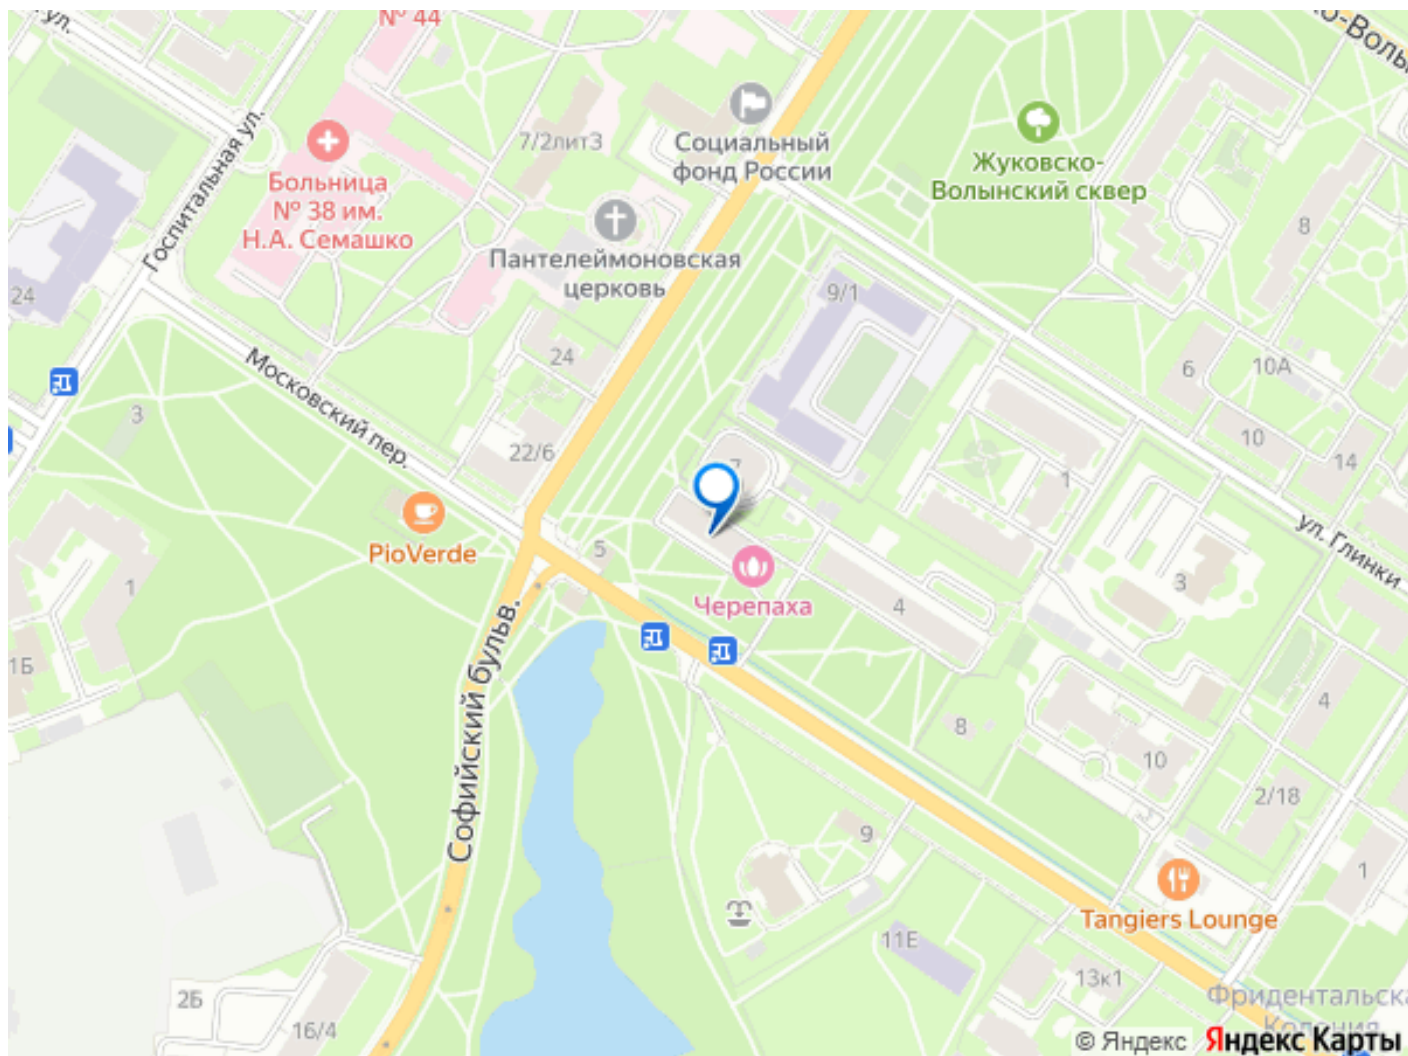 ул.
№ 44
Социальный
фонд России
7/2лит3
Жуковско-
Волынский сквер
Госпитальная ул.
Больница
№ 38 им.
Н.А. Семашко
Пантелеймоновская
церковь
8
24
9/1
24
6
10А
Московский пер.
3
22/6
7
10
14
1
PioVerde
ул. Глинки
5
Черепаха
4
3
1
1Б
Софийский бульв.
4
8
10
2/18
9
1
Tangiers Lounge
11Е
13к1
2Б
16/4
Фридентальска
Колония
© Яндекс Яндекс Карты